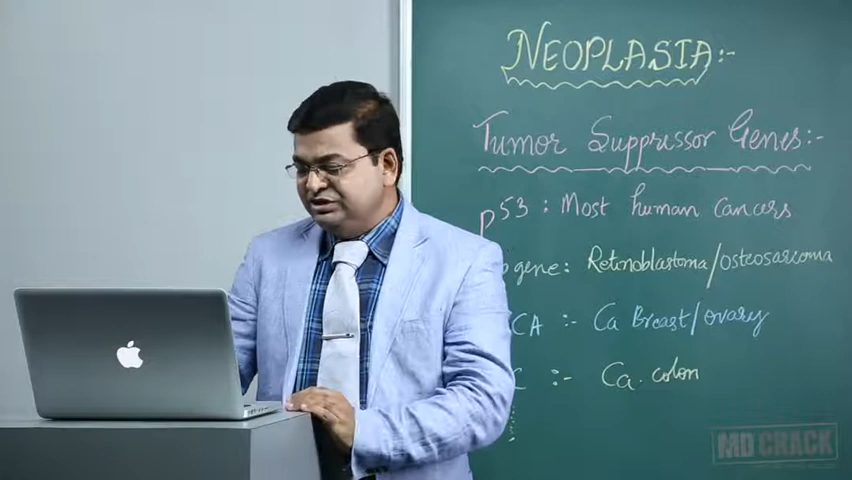 NEOPLASIA :-
Tumor Suppressor Genes:-
p53 : Most human cancers
gene: Retinoblastoma/osteosarcoma
CA :- Ca Breast/ovary
C :- Ca. colon
MD CRACK